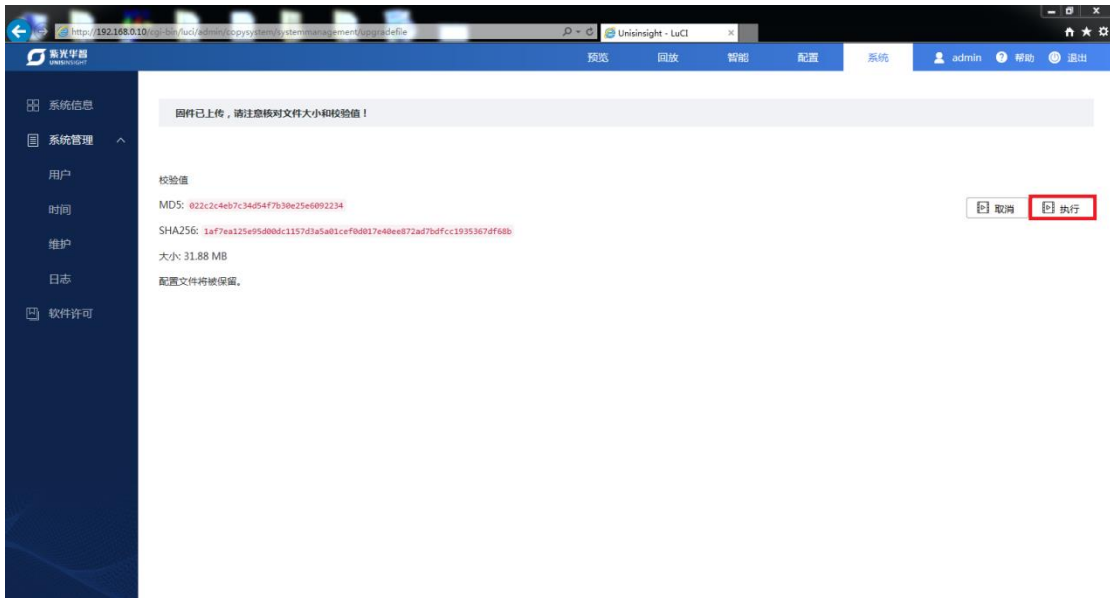 http://192.168.0.10/cgi-bin/luci/admin/copysystem/systemmanagement/upgradefile
Unisinsight - LuCI
紫光华智
UNISINSIGHT
预览 回放 智能 配置 系统 admin 帮助 退出
系统信息
固件已上传，请注意核对文件大小和校验值！
系统管理
用户
校验值
时间
MD5: 022c2c4eb7c34d54f7b30e25e6092234
取消 执行
SHA256: 1af7ea125e95d00dc1157d3a5a01cef0d017e40ee872ad7bdfcc1935367df68b
维护
大小: 31.88 MB
日志
配置文件将被保留。
软件许可